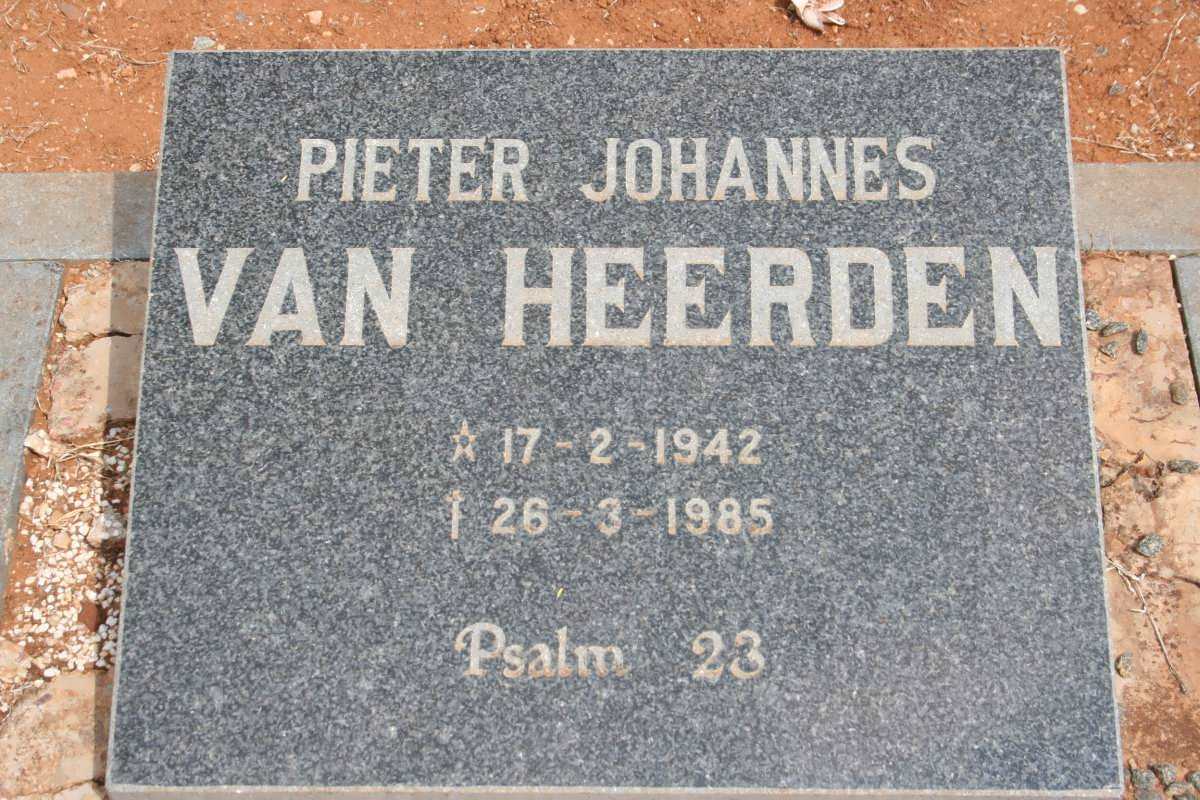 PIETER JOHANNES
VAN HEERDEN
☆ 17-2-1942
† 26-3-1985
Psalm 23